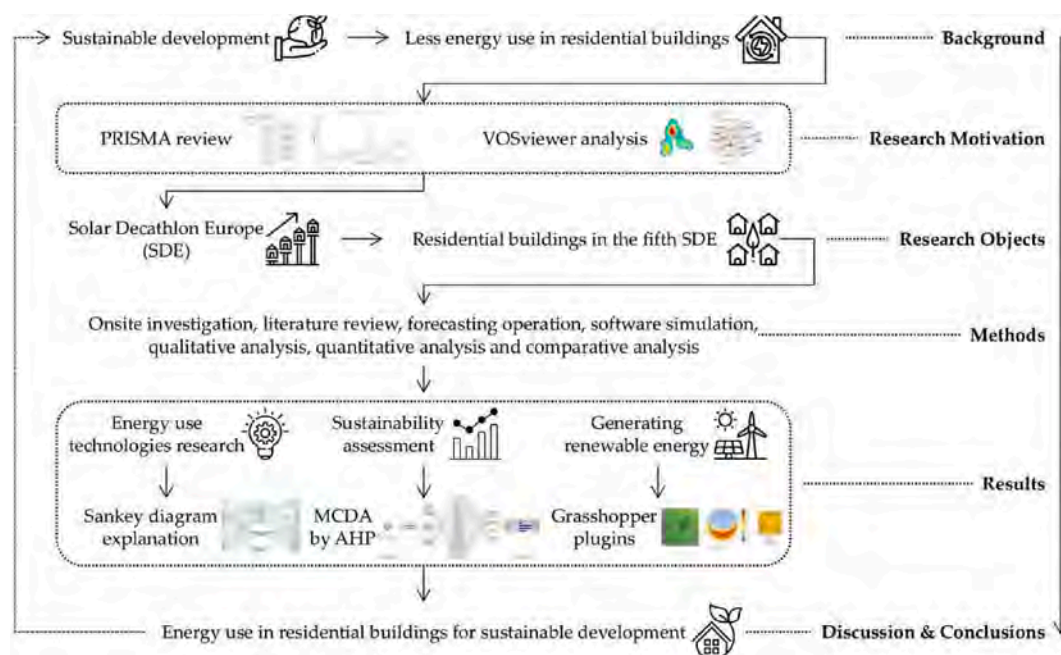 Sustainable development
Less energy use in residential buildings
Background
PRISMA review
VOSviewer analysis
Research Motivation
Solar Decathlon Europe
(SDE)
Residential buildings in the fifth SDE
Research Objects
Onsite investigation, literature review, forecasting operation, software simulation,
qualitative analysis, quantitative analysis and comparative analysis
Methods
Energy use
technologies research
Sustainability
assessment
Generating
renewable energy
Results
Sankey diagram
explanation
MCDA
by AHP
Grasshopper
plugins
Energy use in residential buildings for sustainable development
Discussion & Conclusions